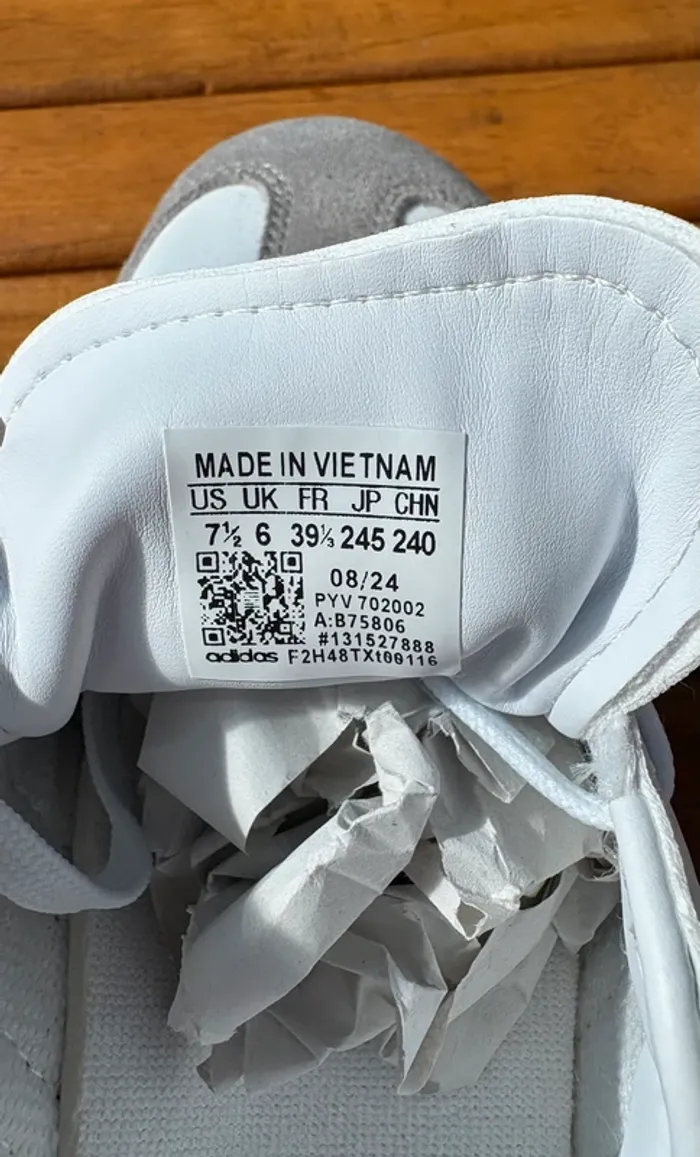 MADE IN VIETNAM
US UK FR JP CHN
7½ 6 39⅓ 245 240
08/24
PYV 702002
A:B75806
#131527888
adidas F2H48TXt00116